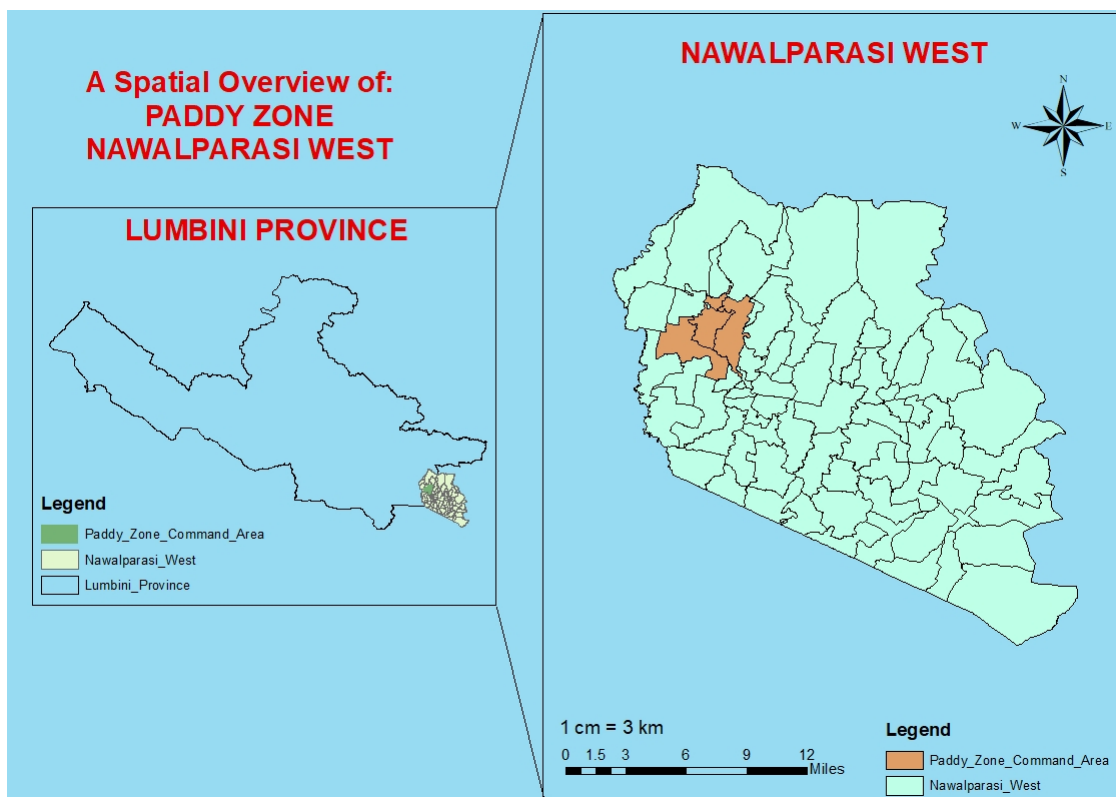 A Spatial Overview of:
PADDY ZONE
NAWALPARASI WEST
LUMBINI PROVINCE
Legend
Paddy_Zone_Command_Area
Nawalparasi_West
Lumbini_Province
NAWALPARASI WEST
N
W E
S
1 cm = 3 km
0 1.5 3 6 9 12
Miles
Legend
Paddy_Zone_Command_Area
Nawalparasi_West